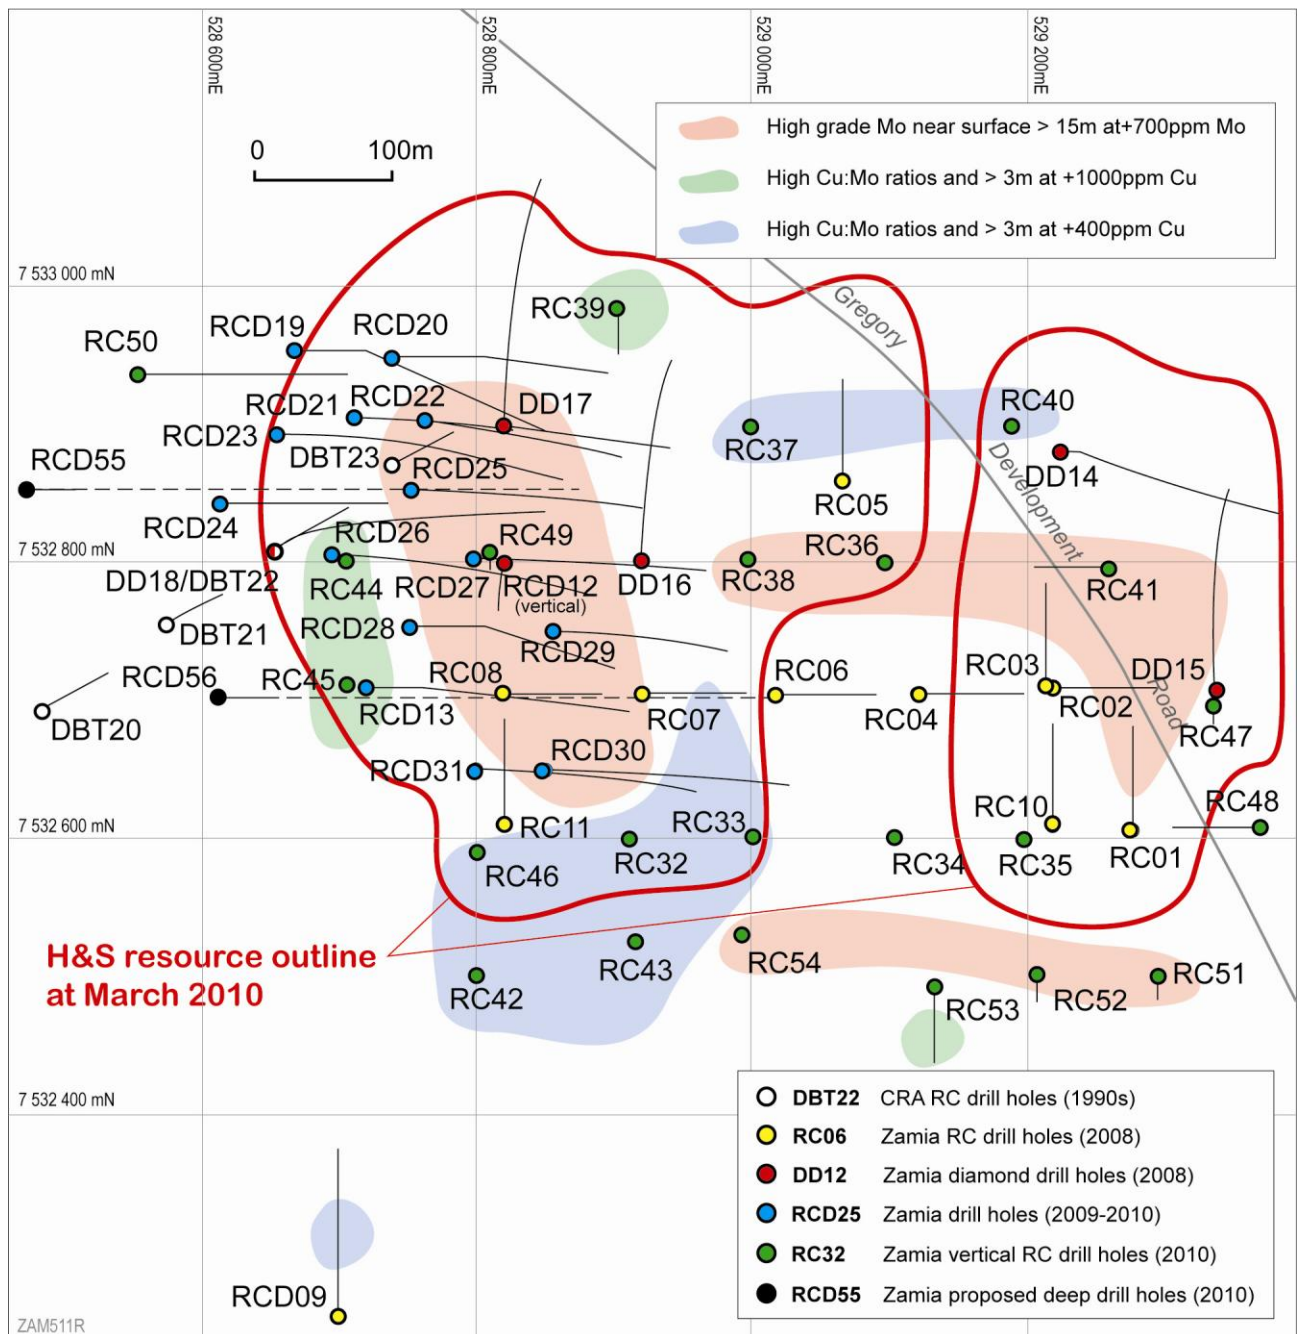 528 600mE
528 800mE
529 000mE
529 200mE
High grade Mo near surface > 15m at+700ppm Mo
High Cu:Mo ratios and > 3m at +1000ppm Cu
High Cu:Mo ratios and > 3m at +400ppm Cu
0 100m
7 533 000 mN
Gregory
Development
Road
RC39
RCD19
RCD20
RC50
RCD21
RCD22
DD17
RC40
RCD23
RC37
DBT23
RCD55
RCD25
DD14
RC05
RCD24
RCD26
RC49
RC36
7 532 800 mN
DD18/DBT22
RC44
RCD27
RCD12
(vertical)
DD16
RC38
RC41
DBT21
RCD28
RCD29
RC03
DD15
RCD56
RC45
RC08
RC06
RC02
DBT20
RCD13
RC07
RC04
RC47
RCD31
RCD30
RC10
RC48
7 532 600 mN
RC11
RC33
RC46
RC32
RC34
RC35
RC01
H&S resource outline
at March 2010
RC43
RC54
RC42
RC53
RC52
RC51
7 532 400 mN
DBT22 CRA RC drill holes (1990s)
RC06 Zamia RC drill holes (2008)
DD12 Zamia diamond drill holes (2008)
RCD25 Zamia drill holes (2009-2010)
RC32 Zamia vertical RC drill holes (2010)
RCD55 Zamia proposed deep drill holes (2010)
RCD09
ZAM511R